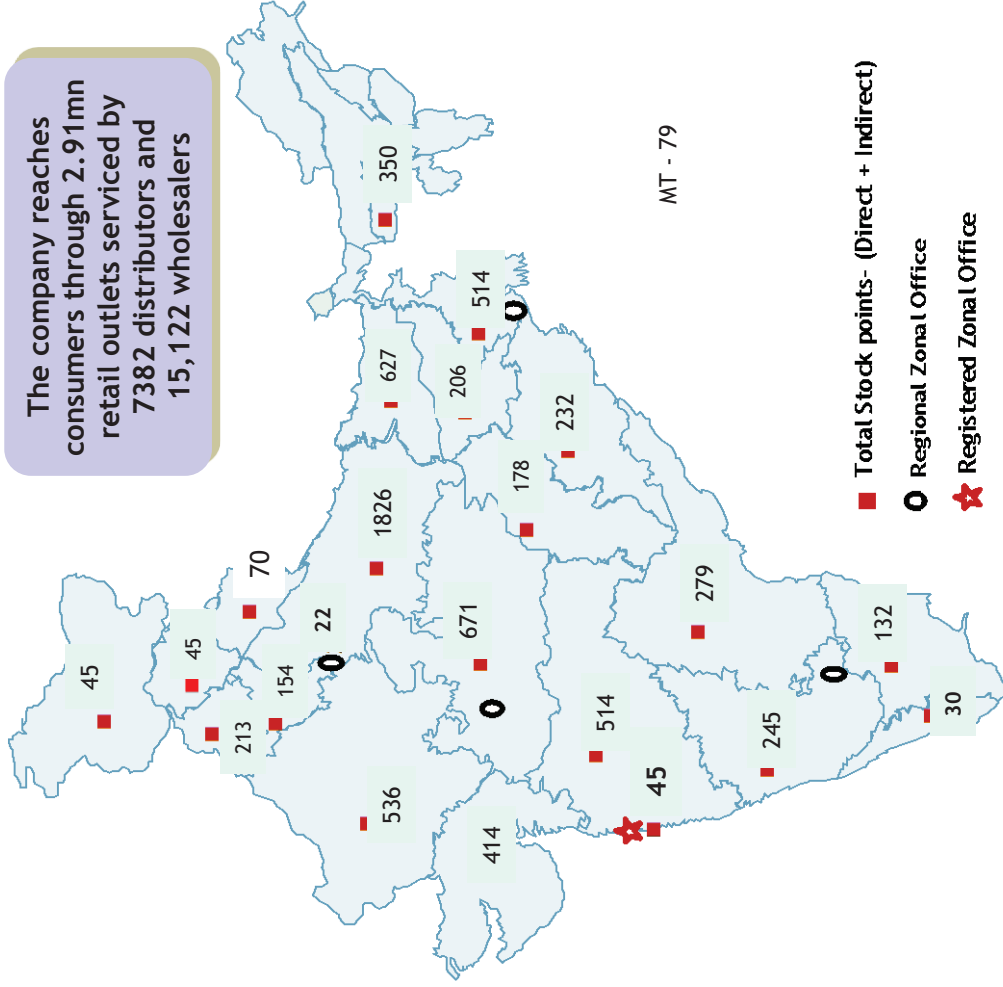 The company reaches
consumers through 2.91mn
retail outlets serviced by
7382 distributors and
15,122 wholesalers
45
45
70
213
154
22
536
1826
627
350
414
671
206
514
178
232
514
45
279
245
132
30
MT - 79
Total Stock points- (Direct + Indirect)
Regional Zonal Office
Registered Zonal Office